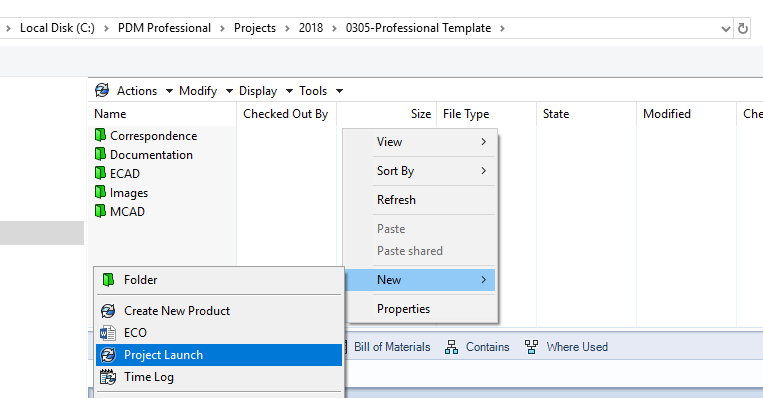 Local Disk (C:) > PDM Professional > Projects > 2018 > 0305-Professional Template >
Actions Modify Display Tools
Name Checked Out By Size File Type State Modified Che
Correspondence
Documentation
ECAD
Images
MCAD
View
Sort By
Refresh
Paste
Paste shared
New
Properties
Folder
Create New Product
ECO
Project Launch
Time Log
Bill of Materials Contains Where Used